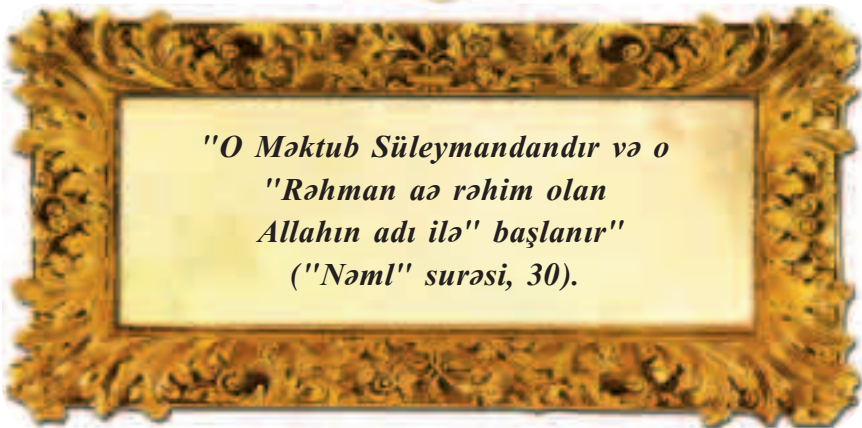 "O Məktub Süleymandandır və o
"Rəhman aə rəhim olan
Allahın adı ilə" başlanır"
("Nəml" surəsi, 30).